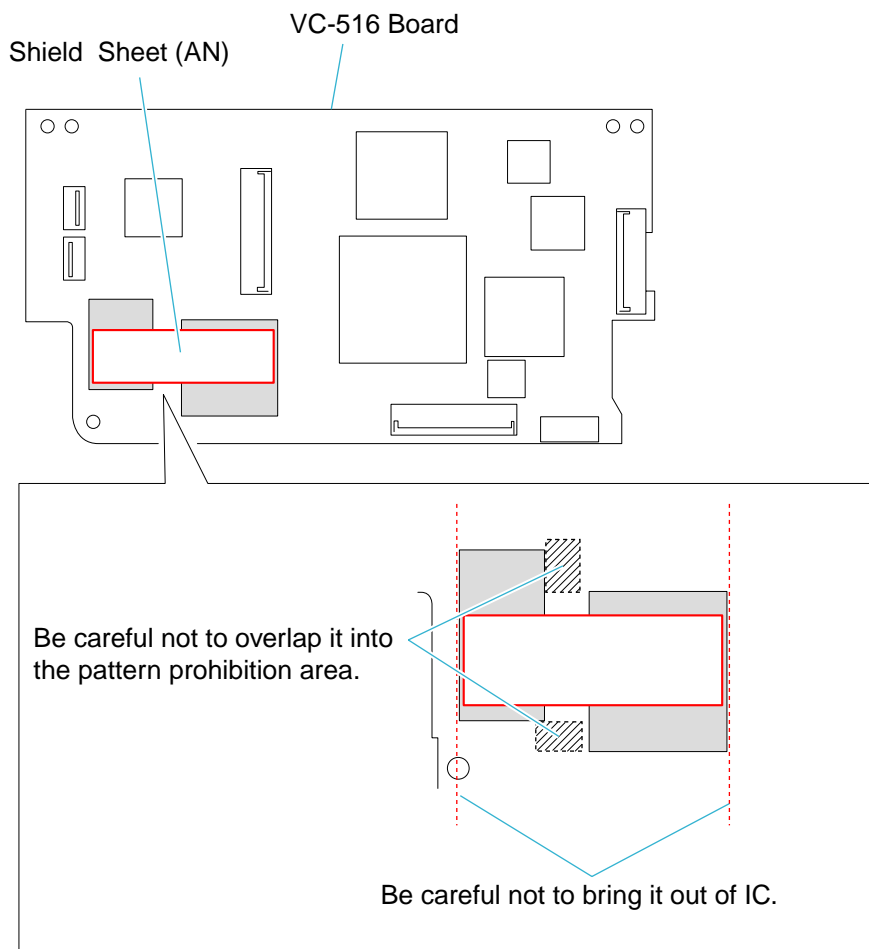 VC-516 Board
Shield Sheet (AN)
Be careful not to overlap it into
the pattern prohibition area.
Be careful not to bring it out of IC.